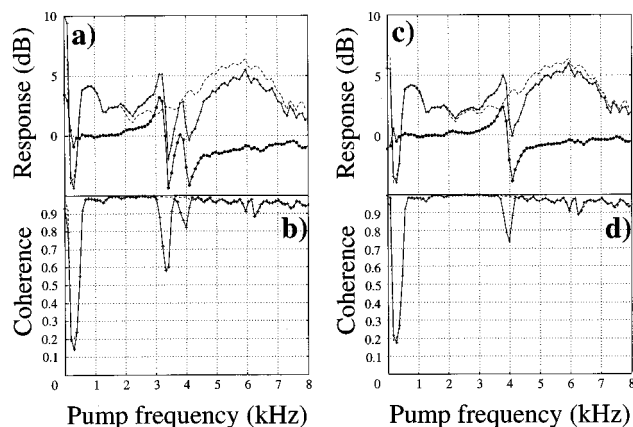 a)
c)
Response (dB)
10
5
0
Response (dB)
10
5
0
b)
d)
Coherence
0.9
0.8
0.7
0.6
0.5
0.4
0.3
0.2
0.1
Coherence
0.9
0.8
0.7
0.6
0.5
0.4
0.3
0.2
0.1
0 1 2 3 4 5 6 7 8
0 1 2 3 4 5 6 7 8
Pump frequency (kHz)
Pump frequency (kHz)